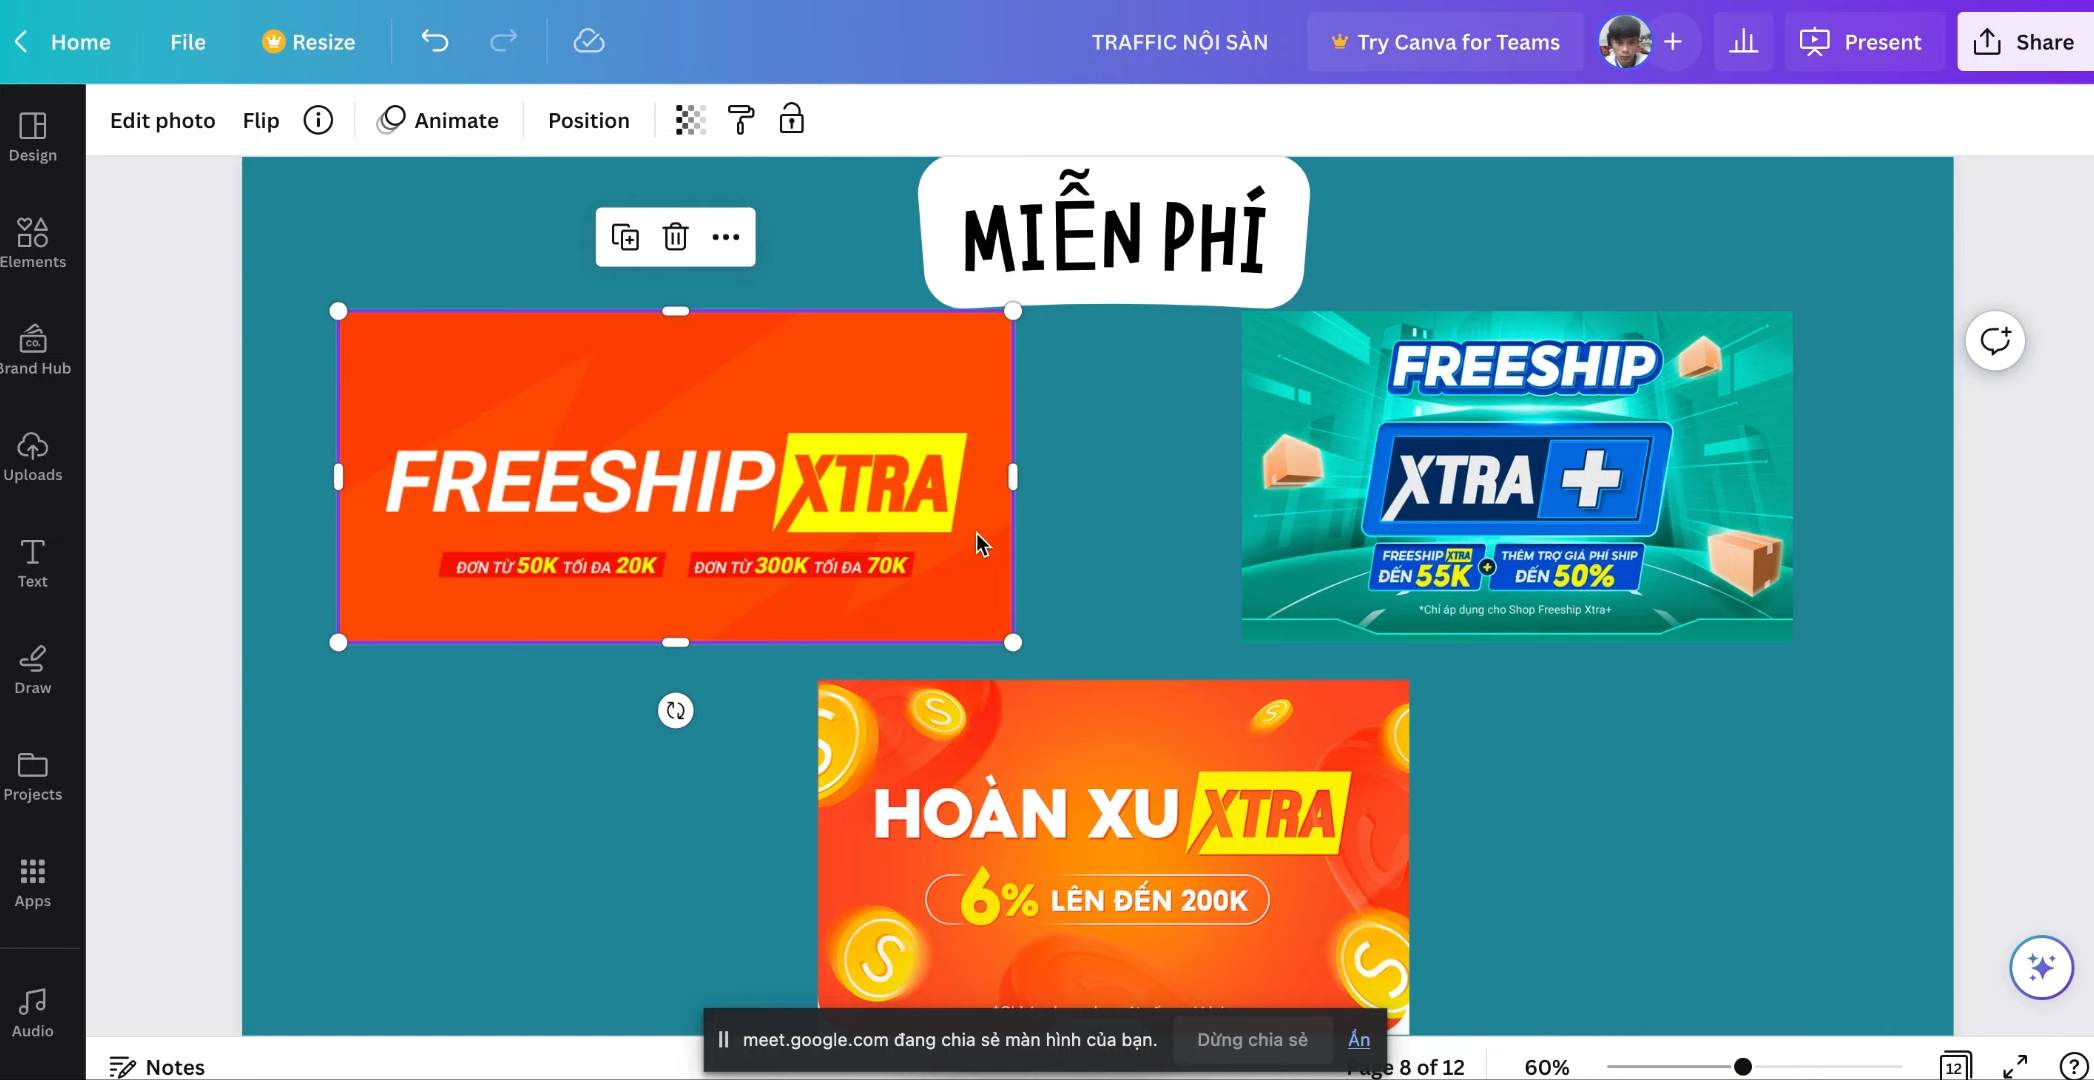 Home File Resize TRAFFIC NỘI SÀN Try Canva for Teams Present Share
Edit photo Flip Animate Position
Design
Elements
Brand Hub
Uploads
Text
Draw
Projects
Apps
Audio
MIỄN PHÍ
FREESHIP XTRA
ĐƠN TỪ 50K TỐI ĐA 20K ĐƠN TỪ 300K TỐI ĐA 70K
FREESHIP
XTRA +
FREESHIP XTRA + THÊM TRỢ GIÁ PHÍ SHIP
ĐẾN 55K ĐẾN 50%
*Chỉ áp dụng cho Shop Freeship Xtra+
HOÀN XU XTRA
6% LÊN ĐẾN 200K
meet.google.com đang chia sẻ màn hình của bạn. Dừng chia sẻ Ẩn
Notes Page 8 of 12 60% 12